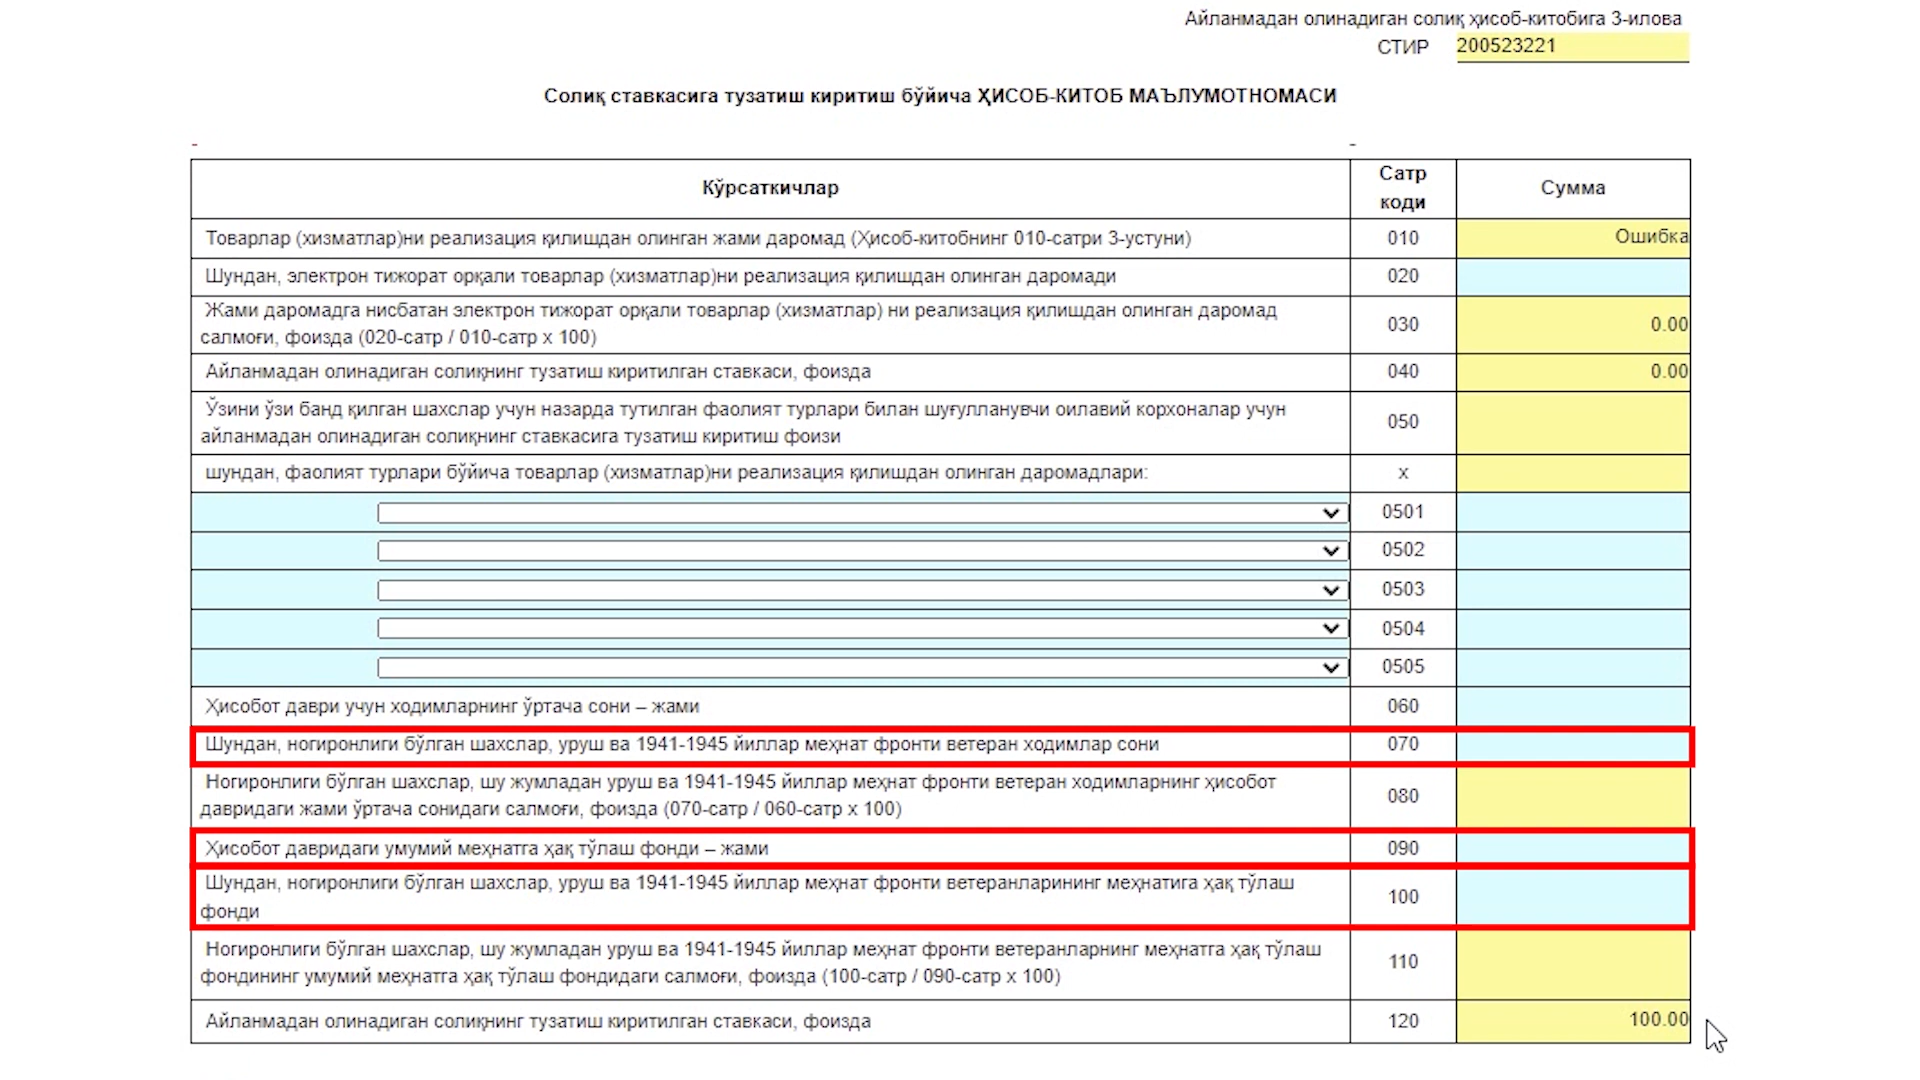 Айланмадан олинадиган солиқ ҳисоб-китобига 3-илова
СТИР 200523221
Солиқ ставкасига тузатиш киритиш бўйича ҲИСОБ-КИТОБ МАЪЛУМОТНОМАСИ
Кўрсаткичлар
Сатр
коди
Сумма
Товарлар (хизматлар)ни реализация қилишдан олинган жами даромад (Ҳисоб-китобнинг 010-сатри 3-устуни) 010 Ошибка
Шундан, электрон тижорат орқали товарлар (хизматлар)ни реализация қилишдан олинган даромади 020
Жами даромадга нисбатан электрон тижорат орқали товарлар (хизматлар) ни реализация қилишдан олинган даромад
салмоғи, фоизда (020-сатр / 010-сатр x 100)
030 0.00
Айланмадан олинадиган солиқнинг тузатиш киритилган ставкаси, фоизда 040 0.00
Ўзини ўзи банд қилган шахслар учун назарда тутилган фаолият турлари билан шуғулланувчи оилавий корхоналар учун
айланмадан олинадиган солиқнинг ставкасига тузатиш киритиш фоизи
050
шундан, фаолият турлари бўйича товарлар (хизматлар)ни реализация қилишдан олинган даромадлари: x
0501
0502
0503
0504
0505
Ҳисобот даври учун ходимларнинг ўртача сони – жами 060
Шундан, ногиронлиги бўлган шахслар, уруш ва 1941-1945 йиллар меҳнат фронти ветеран ходимлар сони 070
Ногиронлиги бўлган шахслар, шу жумладан уруш ва 1941-1945 йиллар меҳнат фронти ветеран ходимларнинг ҳисобот
давридаги жами ўртача сонидаги салмоғи, фоизда (070-сатр / 060-сатр x 100)
080
Ҳисобот давридаги умумий меҳнатга ҳақ тўлаш фонди – жами 090
Шундан, ногиронлиги бўлган шахслар, уруш ва 1941-1945 йиллар меҳнат фронти ветеранларининг меҳнатига ҳақ тўлаш
фонди
100
Ногиронлиги бўлган шахслар, шу жумладан уруш ва 1941-1945 йиллар меҳнат фронти ветеранларнинг меҳнатга ҳақ тўлаш
фондининг умумий меҳнатга ҳақ тўлаш фондидаги салмоғи, фоизда (100-сатр / 090-сатр x 100)
110
Айланмадан олинадиган солиқнинг тузатиш киритилган ставкаси, фоизда 120 100.00